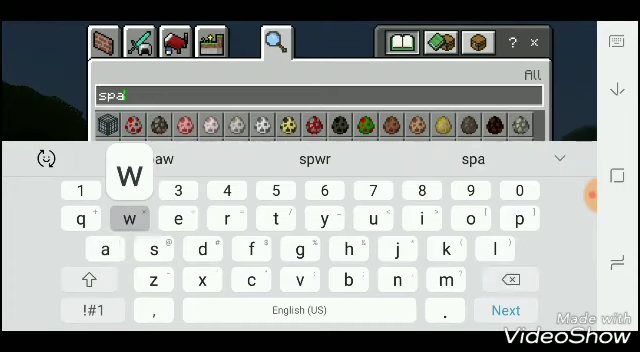 ? ×
All
spa
aw spwr spa
w
1 3 4 5 6 7 8 9 0
q w e r t y u i o p
a s d f g h j k l
z x c v b n m
!#1 , English (US) . Next
Made with
VideoShow